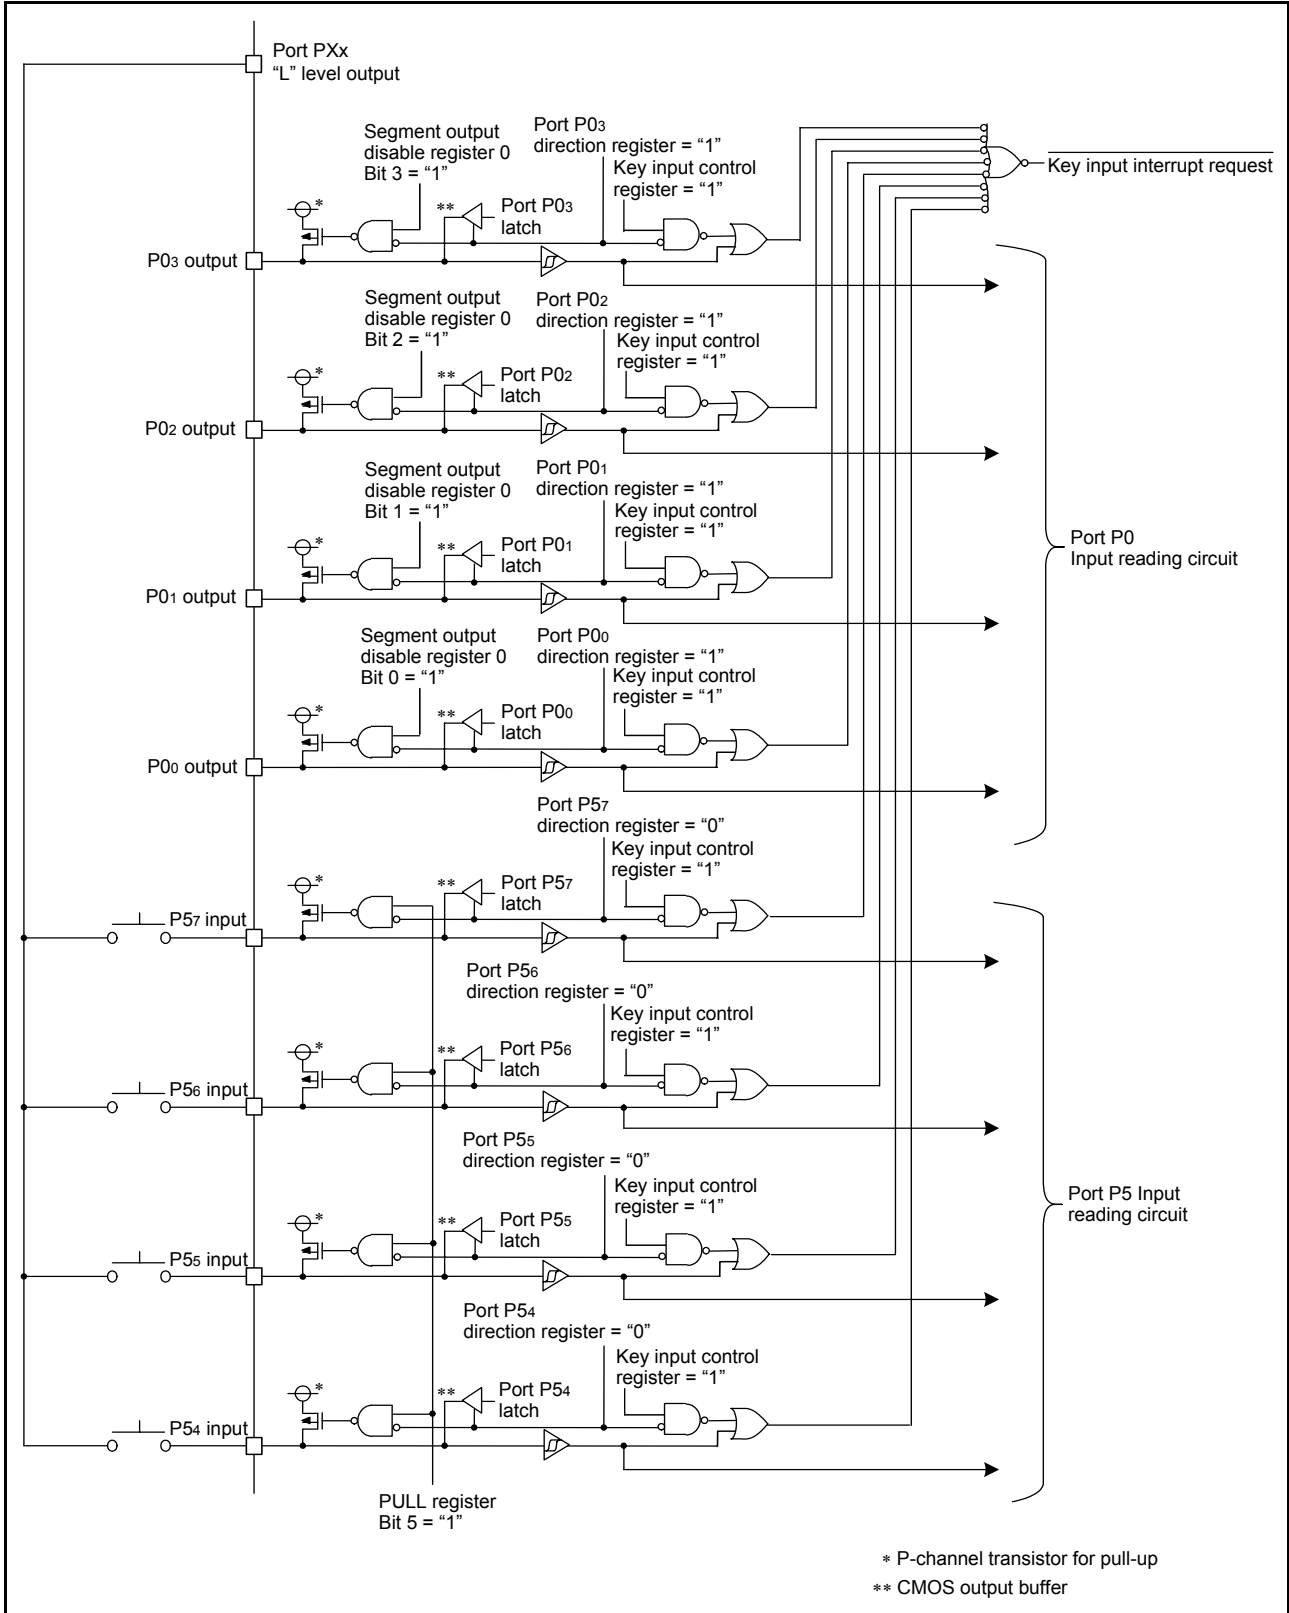 Port PXx
“L” level output
Segment output
disable register 0
Bit 3 = “1”
Port P03
direction register = “1”
Key input control
register = “1”
Key input interrupt request
*
**
Port P03
latch
P03 output
Segment output
disable register 0
Bit 2 = “1”
Port P02
direction register = “1”
Key input control
register = “1”
*
**
Port P02
latch
P02 output
Segment output
disable register 0
Bit 1 = “1”
Port P01
direction register = “1”
Key input control
register = “1”
*
**
Port P01
latch
P01 output
Port P0
Input reading circuit
Segment output
disable register 0
Bit 0 = “1”
Port P00
direction register = “1”
Key input control
register = “1”
*
**
Port P00
latch
P00 output
Port P57
direction register = “0”
Key input control
register = “1”
*
**
Port P57
latch
P57 input
Port P56
direction register = “0”
Key input control
register = “1”
*
**
Port P56
latch
P56 input
Port P55
direction register = “0”
Key input control
register = “1”
Port P5 Input
reading circuit
*
**
Port P55
latch
P55 input
Port P54
direction register = “0”
Key input control
register = “1”
*
**
Port P54
latch
P54 input
PULL register
Bit 5 = “1”
* P-channel transistor for pull-up
** CMOS output buffer